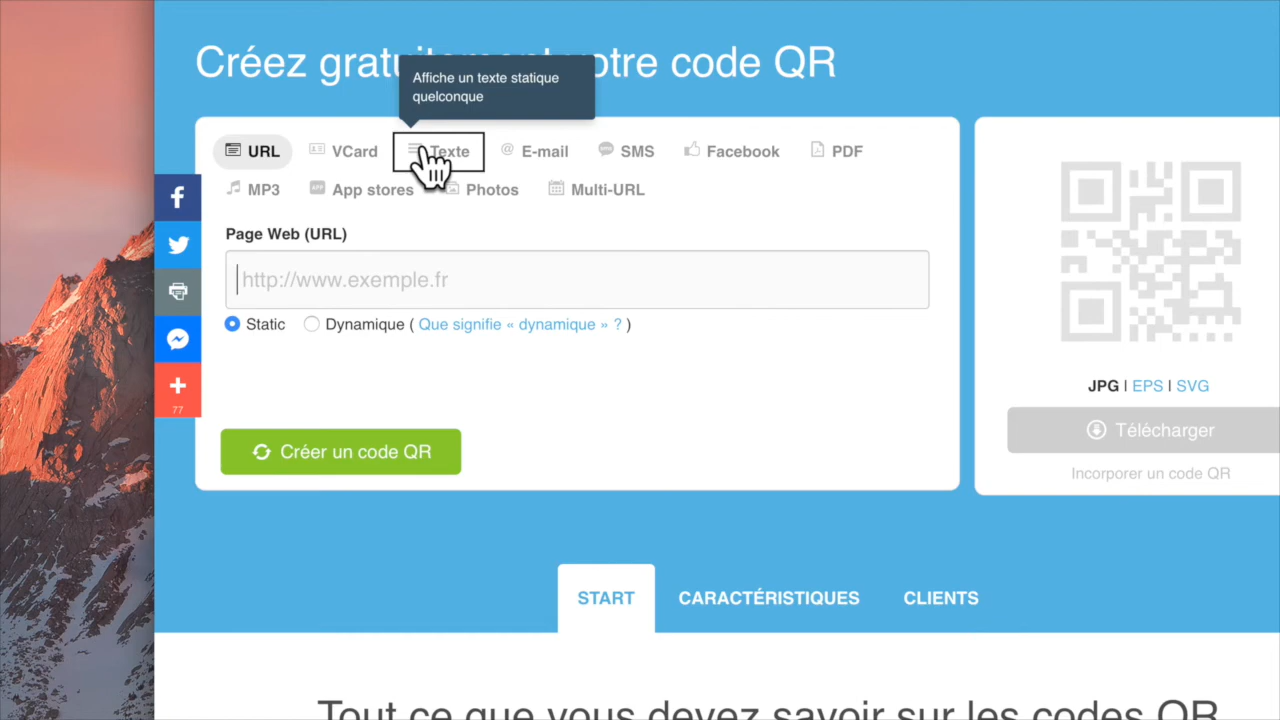 Créez gratuitement votre code QR
Affiche un texte statique
quelconque
URL VCard Texte E-mail SMS Facebook PDF
MP3 App stores Photos Multi-URL
Page Web (URL)
http://www.exemple.fr
Static Dynamique ( Que signifie « dynamique » ? )
Créer un code QR
77
JPG | EPS | SVG
Télécharger
Incorporer un code QR
START CARACTÉRISTIQUES CLIENTS
Tout ce que vous devez savoir sur les codes QR